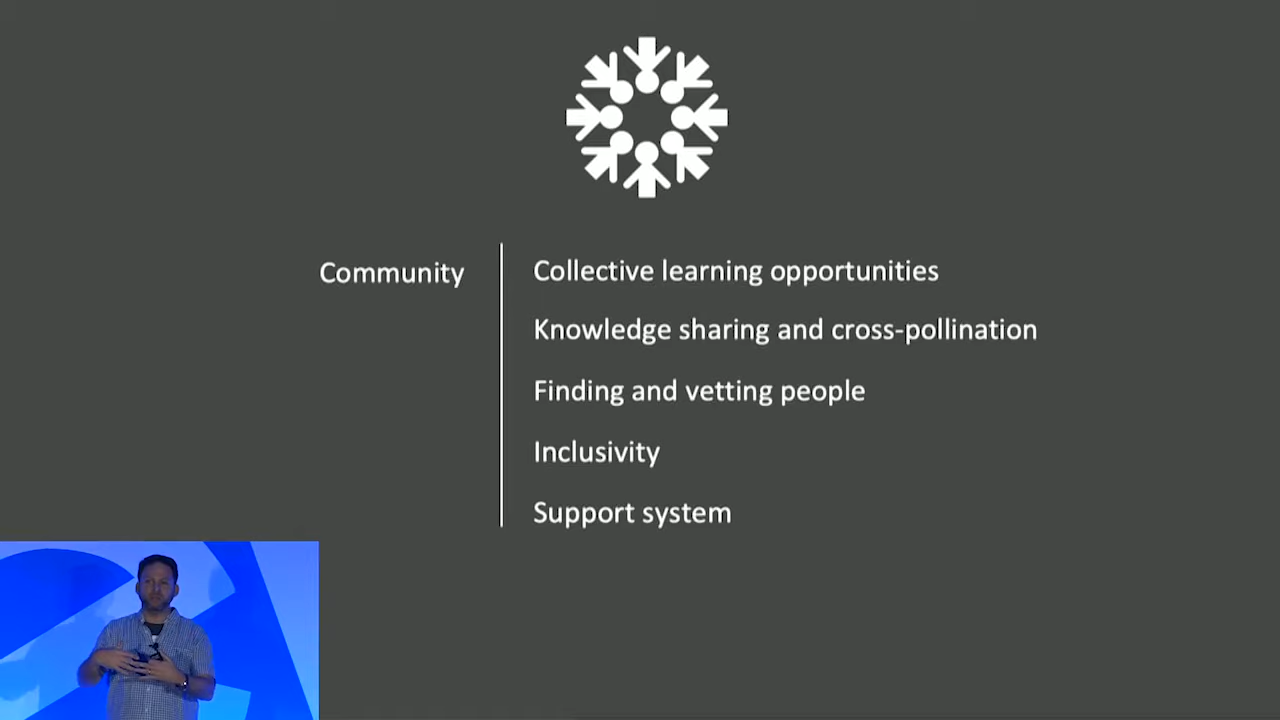 Community
Collective learning opportunities
Knowledge sharing and cross-pollination
Finding and vetting people
Inclusivity
Support system